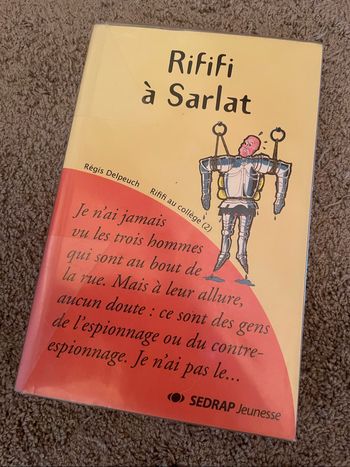 Rififi
à Sarlat
Régis Delpeuch Rififi au collège (2)
Je n'ai jamais
vu les trois hommes
qui sont au bout de
la rue. Mais à leur allure,
aucun doute : ce sont des gens
de l'espionnage ou du contre-
espionnage. Je n'ai pas le...
SEDRAP Jeunesse